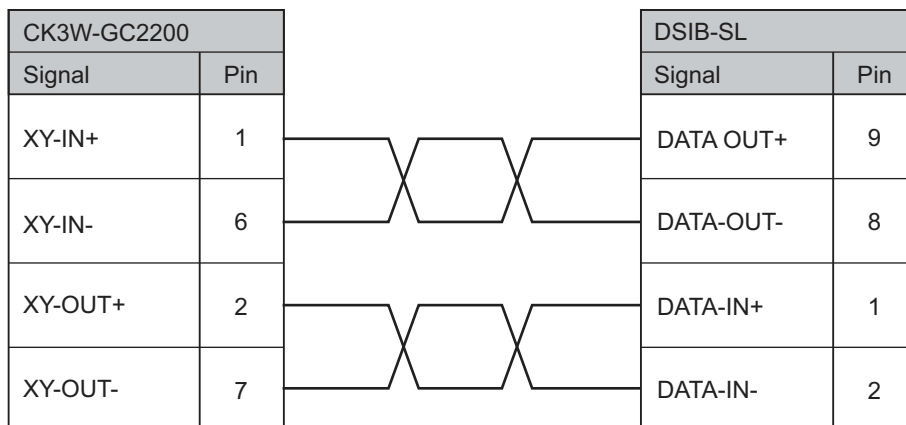 CK3W-GC2200 DSIB-SL
Signal Pin Signal Pin
XY-IN+ 1 DATA OUT+ 9
XY-IN- 6 DATA-OUT- 8
XY-OUT+ 2 DATA-IN+ 1
XY-OUT- 7 DATA-IN- 2